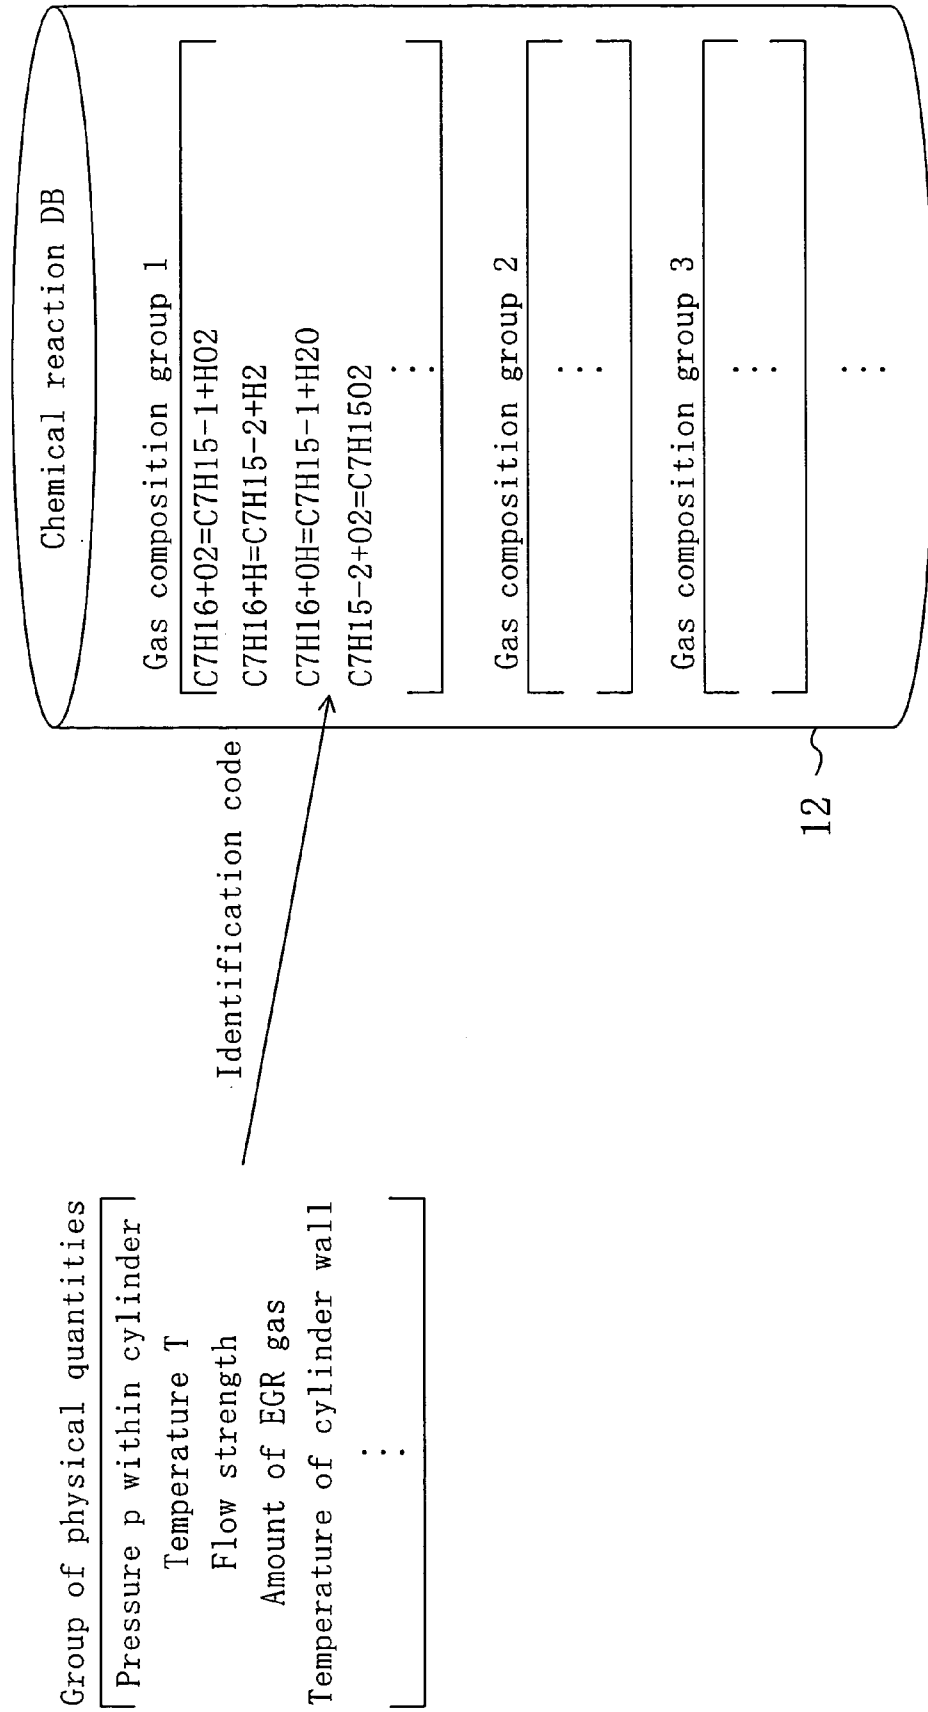 Group of physical quantities
Pressure p within cylinder
Temperature T
Flow strength
Amount of EGR gas
Temperature of cylinder wall
...
Identification code
Chemical reaction DB
Gas composition group 1
C7H16+O2=C7H15-1+HO2
C7H16+H=C7H15-2+H2
C7H16+OH=C7H15-1+H2O
C7H15-2+O2=C7H15O2
...
Gas composition group 2
...
Gas composition group 3
...
...
12